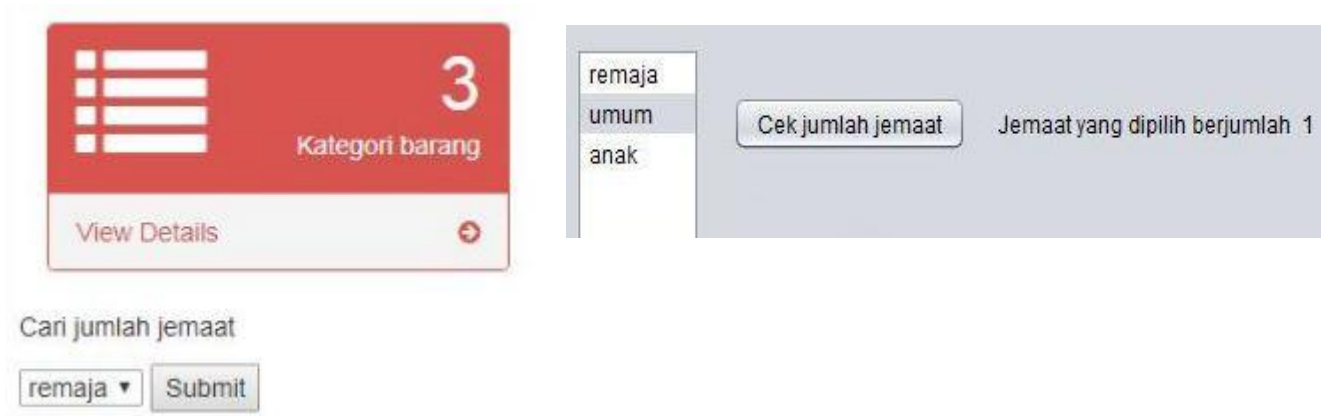 3
Kategori barang
View Details
Cari jumlah jemaat
remaja
Submit
remaja
umum
anak
Cek jumlah jemaat
Jemaat yang dipilih berjumlah 1